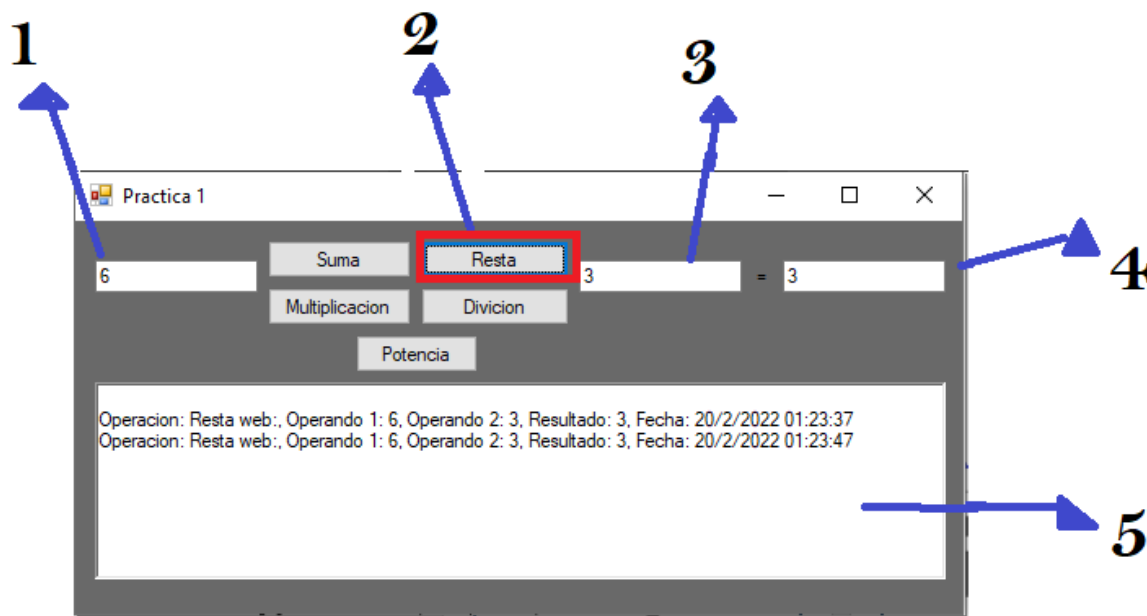 1
2
3
Practica 1
Suma Resta
6 3 = 3
4
Multiplicacion Divicion
Potencia
Operacion: Resta web:, Operando 1: 6, Operando 2: 3, Resultado: 3, Fecha: 20/2/2022 01:23:37
Operacion: Resta web:, Operando 1: 6, Operando 2: 3, Resultado: 3, Fecha: 20/2/2022 01:23:47
5